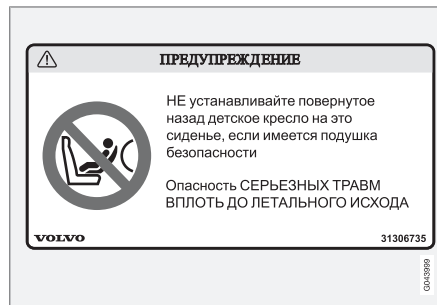 ПРЕДУПРЕЖДЕНИЕ
НЕ устанавливайте повернутое
назад детское кресло на это
сиденье, если имеется подушка
безопасности
Опасность СЕРЬЕЗНЫХ ТРАВМ
ВПЛОТЬ ДО ЛЕТАЛЬНОГО ИСХОДА
VOLVO
31306735
G043999